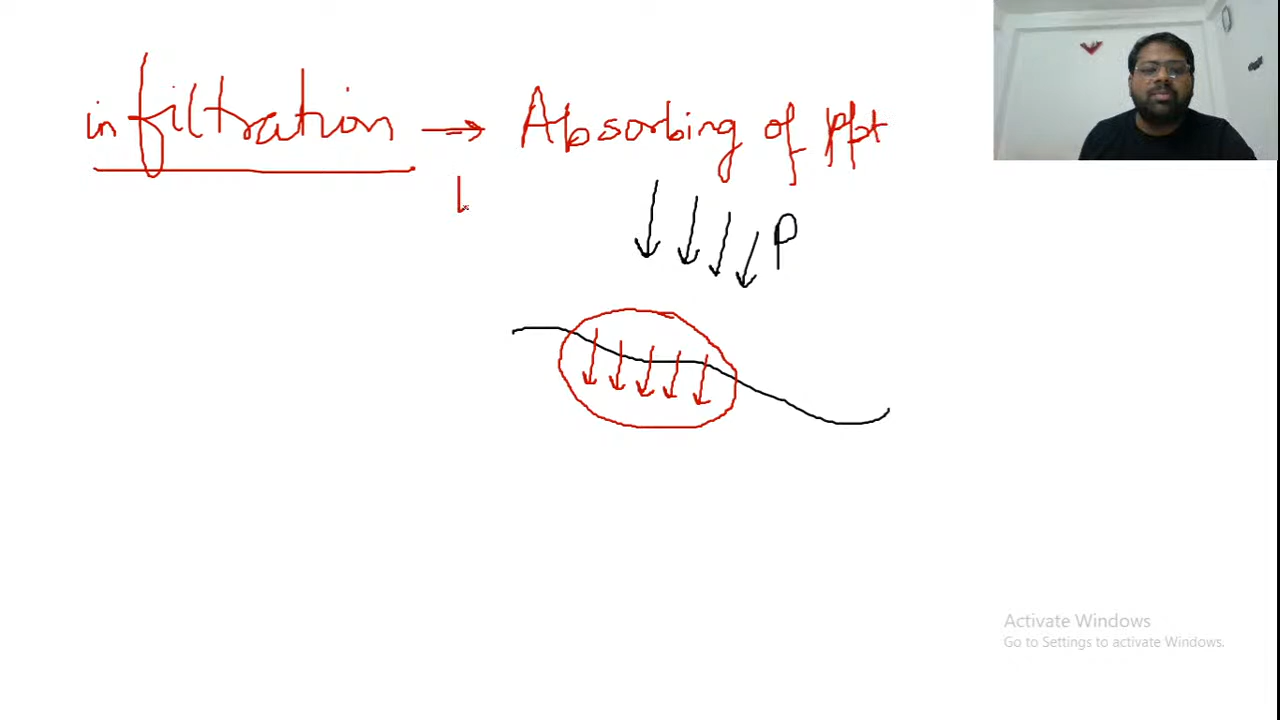 infiltration → Absorbing of ppt
P
Activate Windows
Go to Settings to activate Windows.